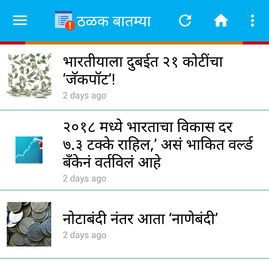 ठळक बातम्या
भारतीयाला दुबईत २१ कोटींचा
‘जॅकपॉट’!
2 days ago
२०१८ मध्ये भारताचा विकास दर
७.३ टक्के राहिल,’ असं भाकित वर्ल्ड
बँकेनं वर्तविलं आहे
2 days ago
नोटाबंदी नंतर आता ‘नाणेबंदी’
2 days ago